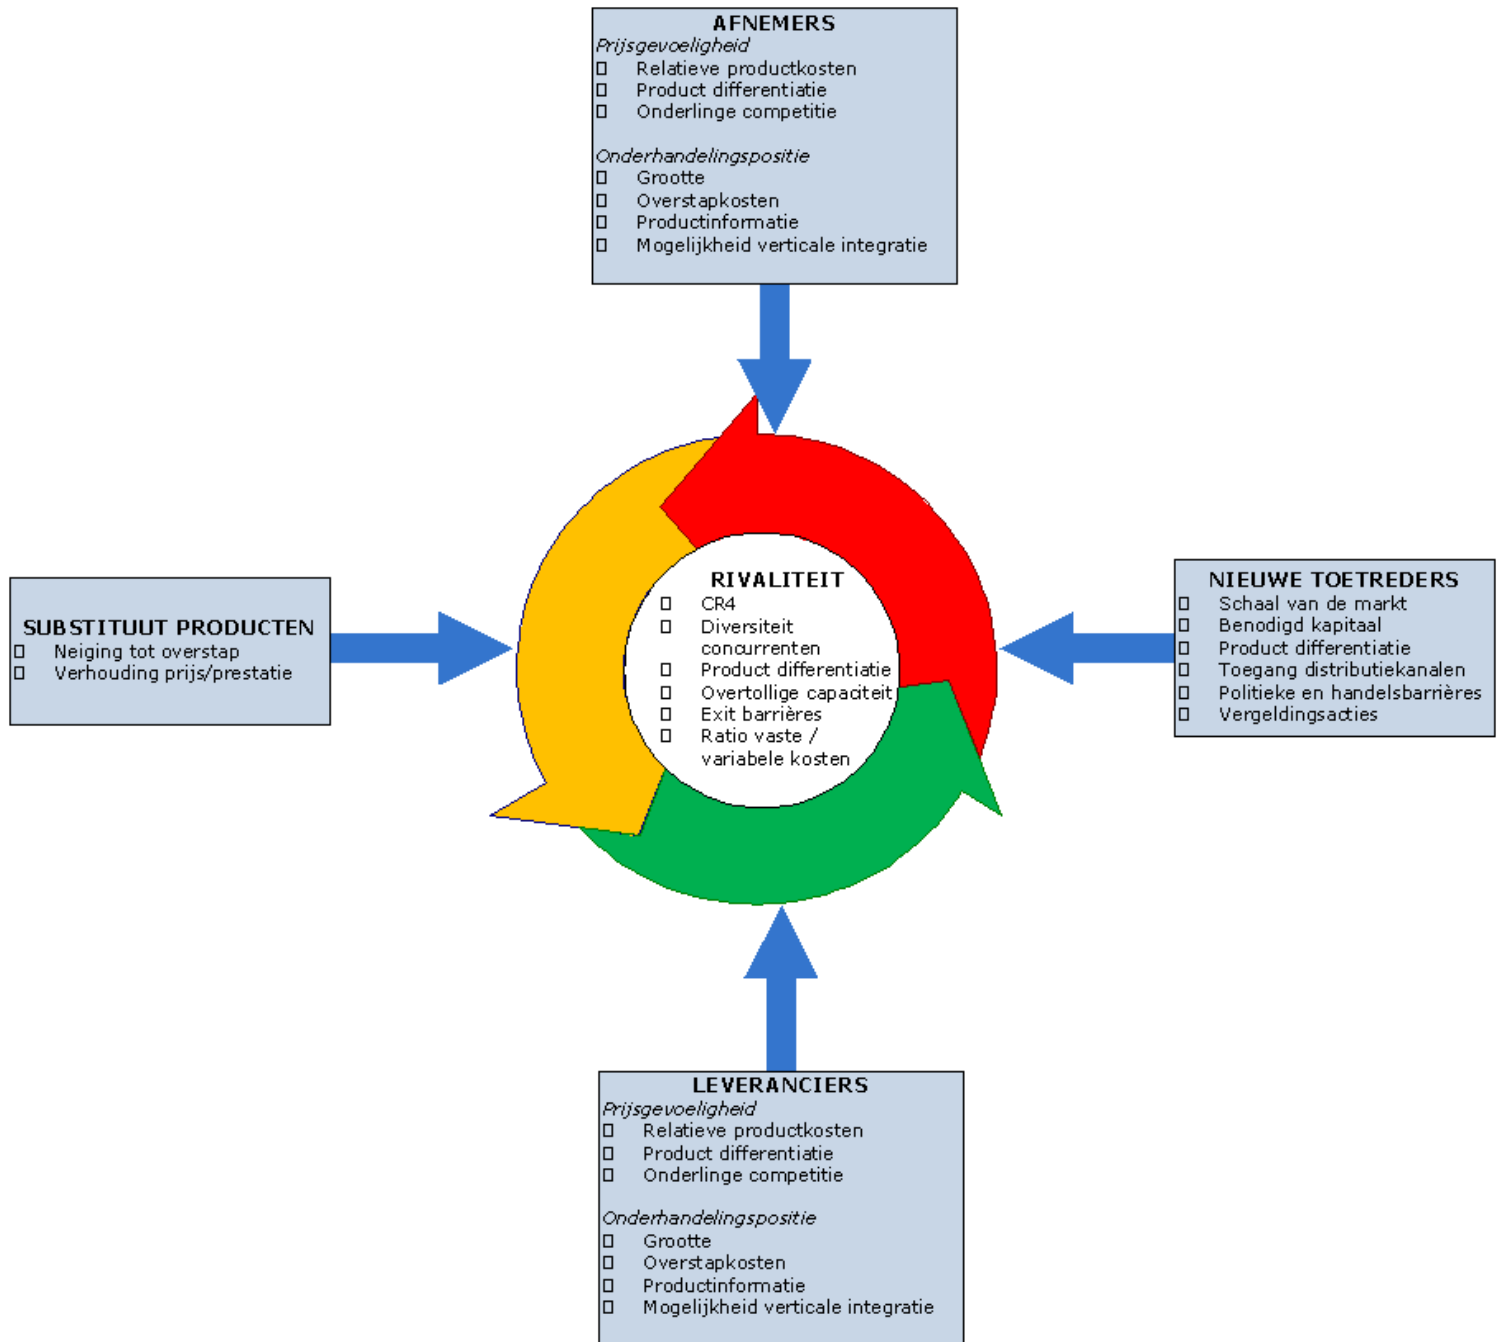 AFNEMERS
Prijsgevoeligheid
Relatieve productkosten
Product differentiatie
Onderlinge competitie
Onderhandelingspositie
Grootte
Overstapkosten
Productinformatie
Mogelijkheid verticale integratie
SUBSTITUUT PRODUCTEN
Neiging tot overstap
Verhouding prijs/prestatie
RIVALITEIT
CR4
Diversiteit
concurrenten
Product differentiatie
Overtollige capaciteit
Exit barrières
Ratio vaste /
variabele kosten
NIEUWE TOETREDERS
Schaal van de markt
Benodigd kapitaal
Product differentiatie
Toegang distributiekanalen
Politieke en handelsbarrières
Vergeldingsacties
LEVERANCIERS
Prijsgevoeligheid
Relatieve productkosten
Product differentiatie
Onderlinge competitie
Onderhandelingspositie
Grootte
Overstapkosten
Productinformatie
Mogelijkheid verticale integratie